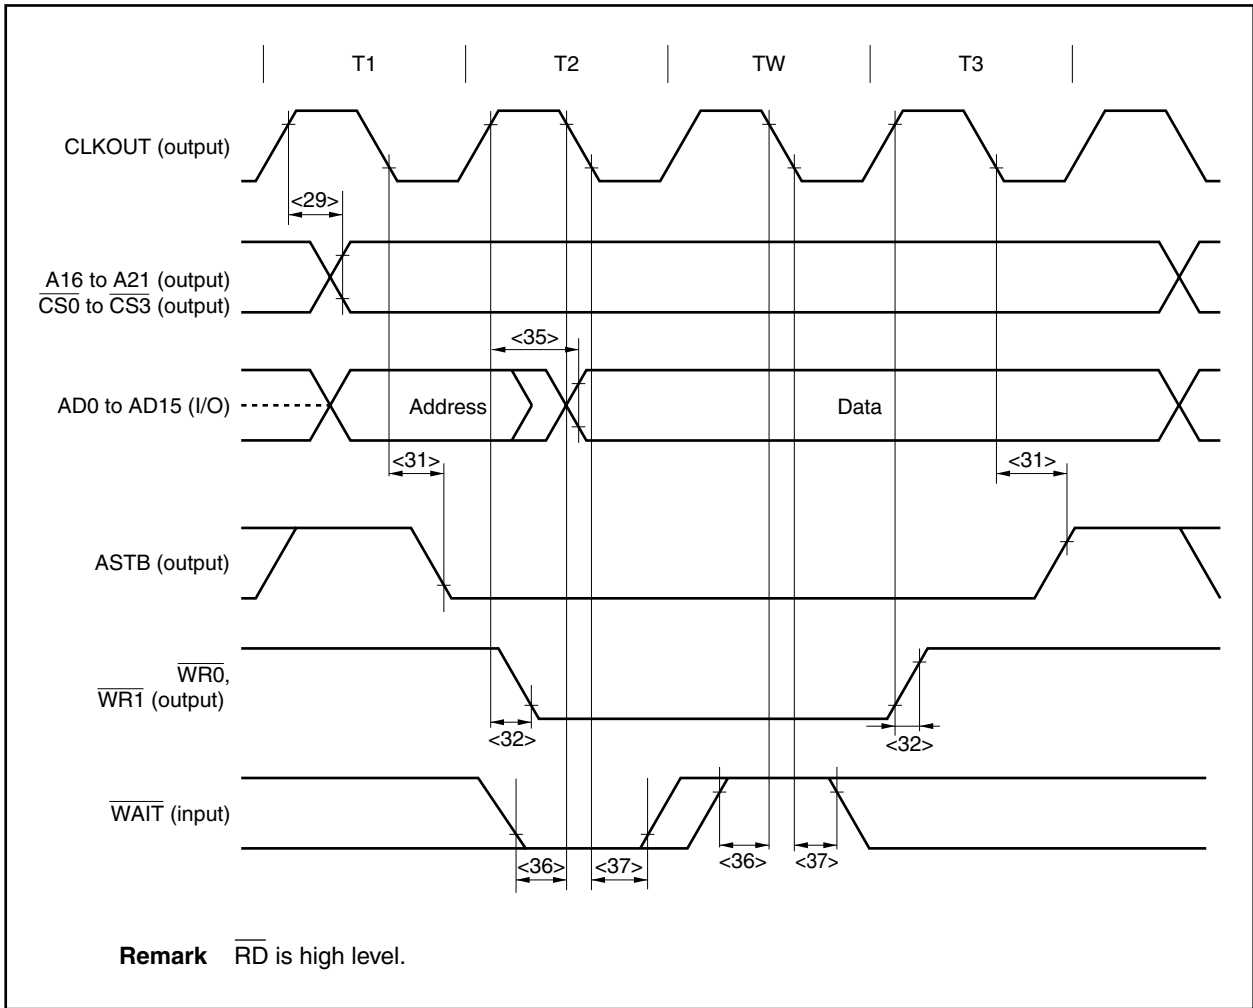 T1 T2 TW T3
CLKOUT (output)
<29>
A16 to A21 (output)
CS0 to CS3 (output)
<35>
AD0 to AD15 (I/O) Address Data
<31> <31>
ASTB (output)
WR0,
WR1 (output)
<32> <32>
WAIT (input)
<36> <37> <36> <37>
Remark RD is high level.